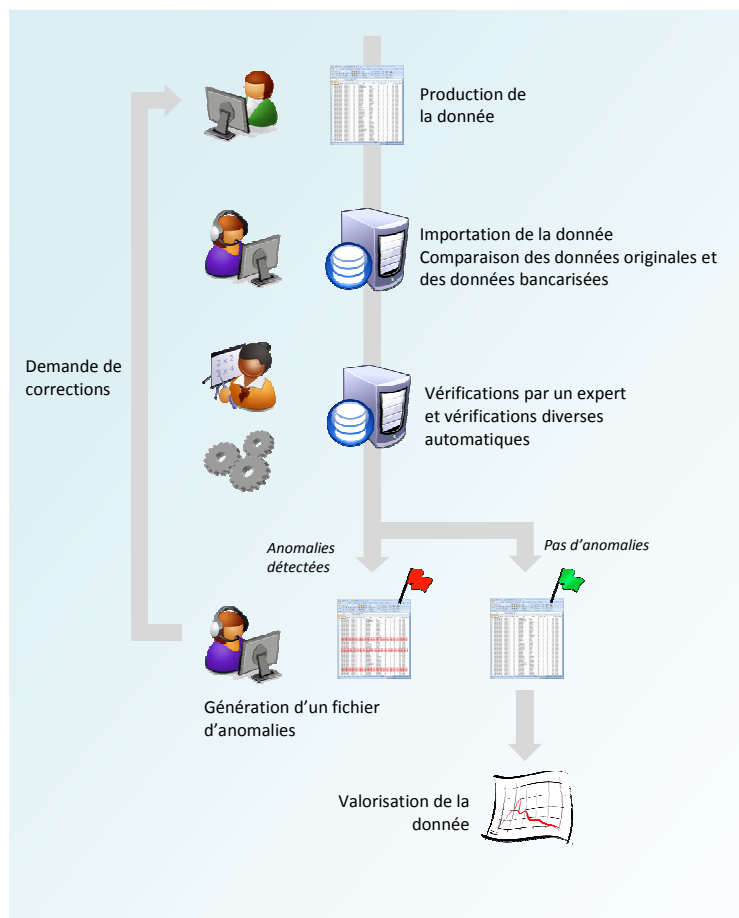 Production de
la donnée
Importation de la donnée
Comparaison des données originales et
des données bancarisées
Demande de
corrections
Vérifications par un expert
et vérifications diverses
automatiques
Anomalies
détectées
Pas d'anomalies
Génération d'un fichier
d'anomalies
Valorisation de la
donnée